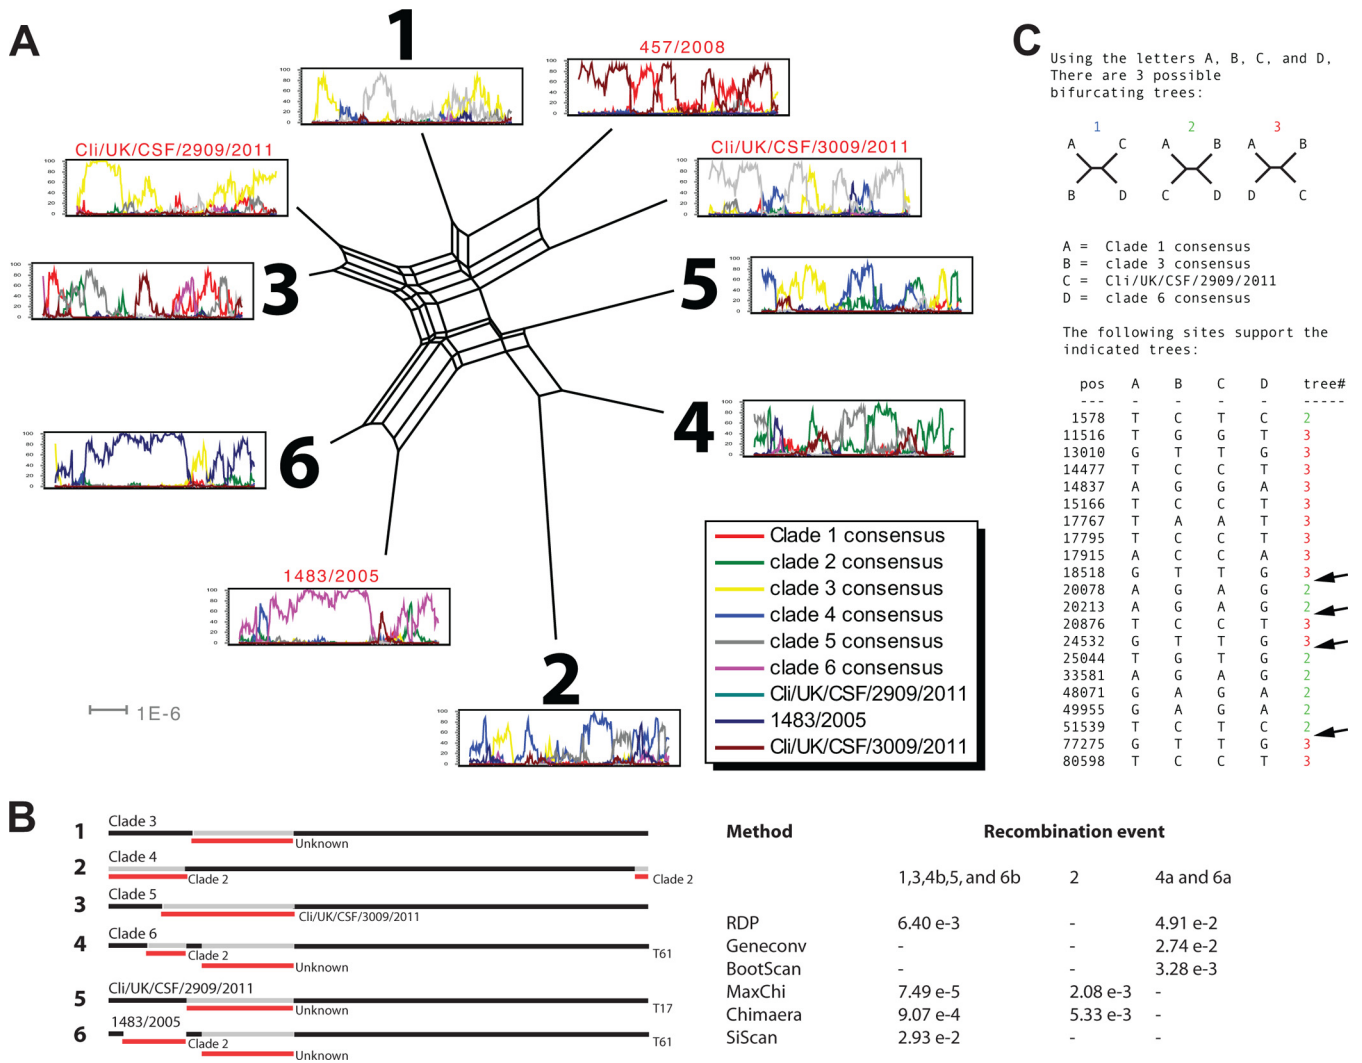 A
1
457/2008
Cli/UK/CSF/2909/2011
Cli/UK/CSF/3009/2011
3
5
6
4
1483/2005
2
1E-6
Clade 1 consensus
clade 2 consensus
clade 3 consensus
clade 4 consensus
clade 5 consensus
clade 6 consensus
Cli/UK/CSF/2909/2011
1483/2005
Cli/UK/CSF/3009/2011
C
Using the letters A, B, C, and D,
There are 3 possible
bifurcating trees:
1 2 3
A C A B A B
B D C D D C
A = Clade 1 consensus
B = clade 3 consensus
C = Cli/UK/CSF/2909/2011
D = clade 6 consensus
The following sites support the
indicated trees:
pos A B C D tree#
--- - - - - -----
1578 T C T C 2
11516 T G G T 3
13010 G T T G 3
14477 T C C T 3
14837 A G G A 3
15166 T C C T 3
17767 T A A T 3
17795 T C C T 3
17915 A C C A 3
18518 G T T G 3
20078 A G A G 2
20213 A G A G 2
20876 T C C T 3
24532 G T T G 3
25044 T G T G 2
33581 A G A G 2
48071 G A G A 2
49955 G A G A 2
51539 T C T C 2
77275 G T T G 3
80598 T C C T 3
B
1 Clade 3
Unknown
2 Clade 4
Clade 2 Clade 2
3 Clade 5
Cli/UK/CSF/3009/2011
4 Clade 6
Clade 2 T61
Unknown
Cli/UK/CSF/2909/2011
5 T17
Unknown
6 1483/2005
Clade 2 T61
Unknown
Method Recombination event
1,3,4b,5, and 6b 2 4a and 6a
RDP 6.40 e-3 - 4.91 e-2
Geneconv - - 2.74 e-2
BootScan - - 3.28 e-3
MaxChi 7.49 e-5 2.08 e-3 -
Chimaera 9.07 e-4 5.33 e-3 -
SiScan 2.93 e-2 - -